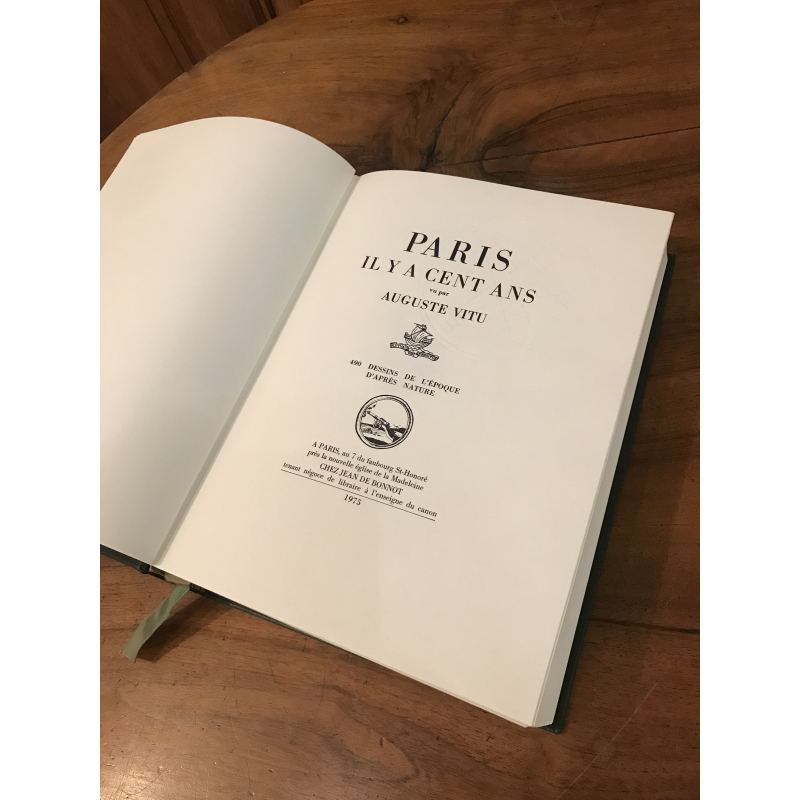 PARIS
IL Y A CENT ANS
vu par
AUGUSTE VITU
490 DESSINS DE L'ÉPOQUE
D'APRÈS NATURE
A PARIS, au 7 du faubourg St-Honoré
près la nouvelle église de la Madeleine
CHEZ JEAN DE BONNOT
tenant négoce de libraire à l'enseigne du canon
1975